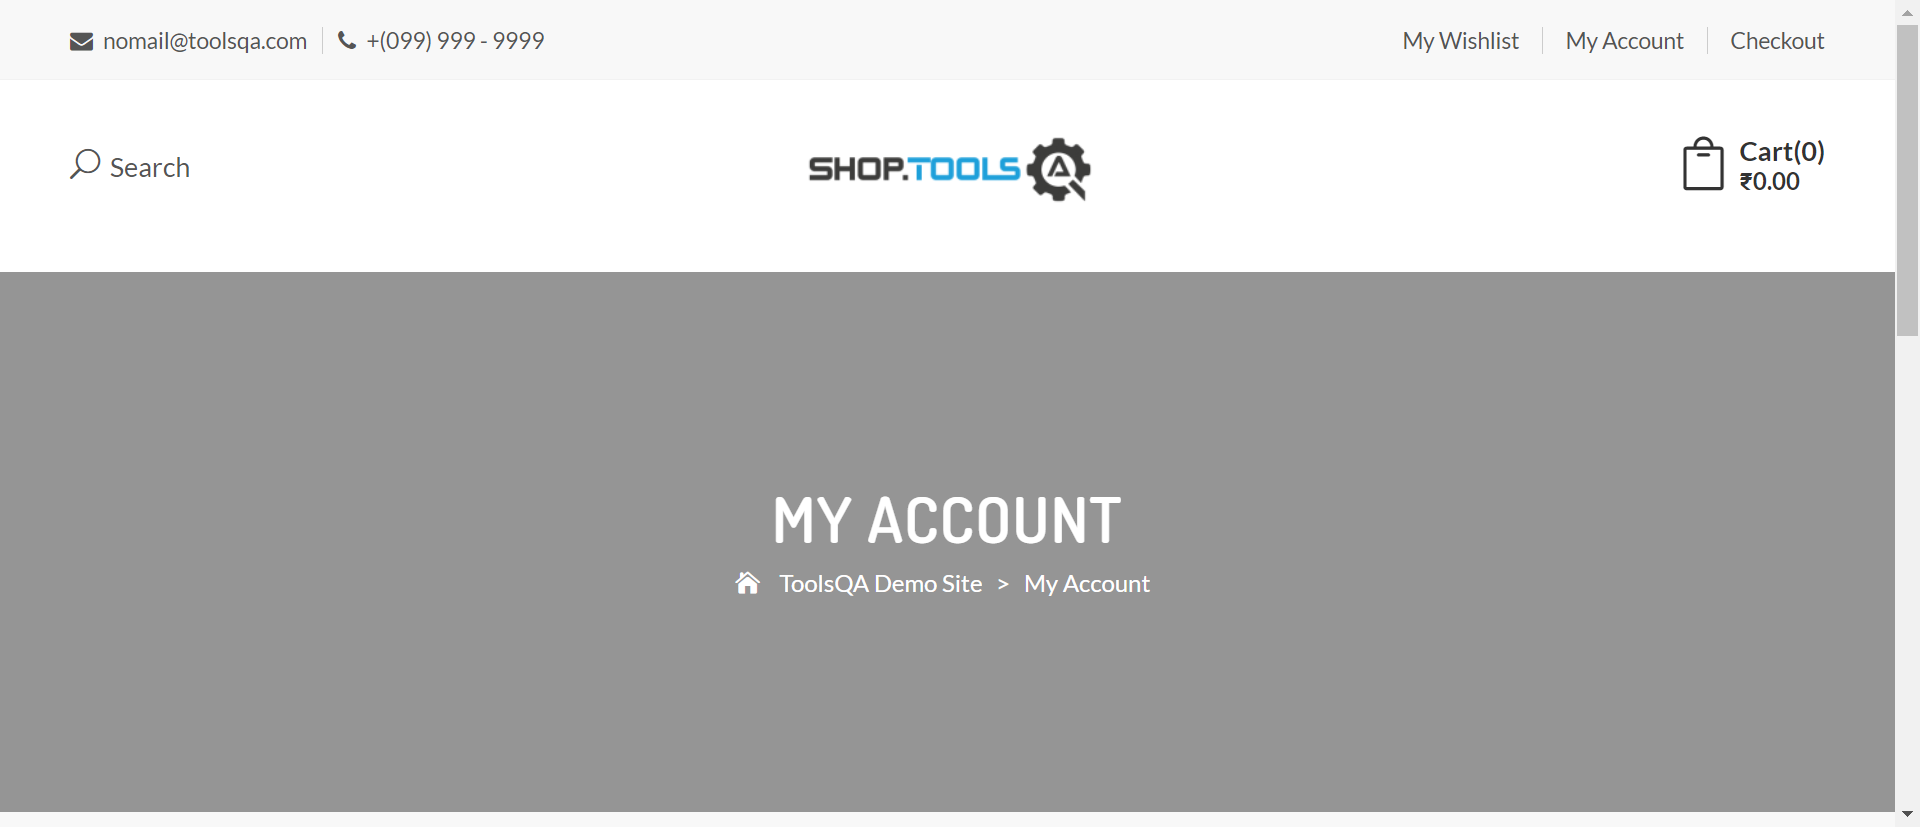 nomail@toolsqa.com +(099) 999 - 9999 My Wishlist My Account Checkout
Search
SHOP.TOOLS QA
Cart(0)
₹0.00
MY ACCOUNT
ToolsQA Demo Site > My Account